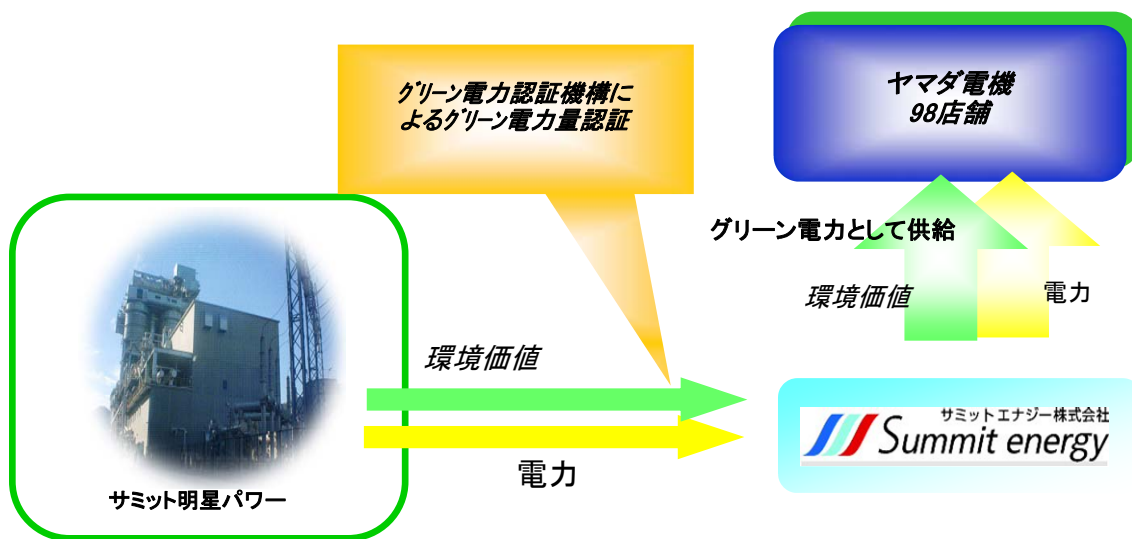 グリーン電力認証機構に
よるグリーン電力量認証
ヤマダ電機
98店舗
グリーン電力として供給
環境価値
電力
環境価値
電力
サミット明星パワー
サミットエナジー株式会社
Summit energy